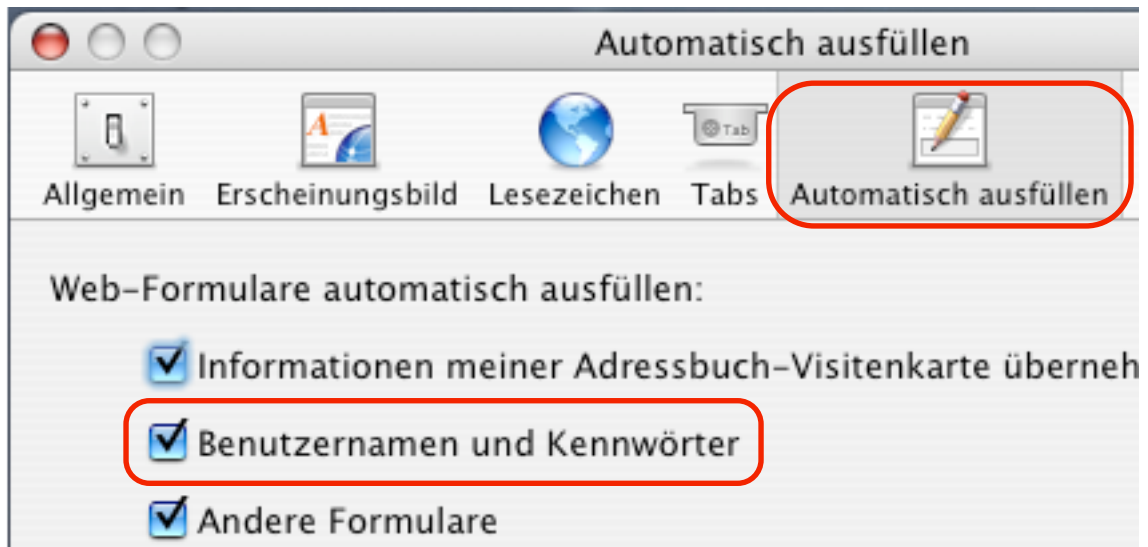 Automatisch ausfüllen
A
Tab
Allgemein Erscheinungsbild Lesezeichen Tabs Automatisch ausfüllen
Web-Formulare automatisch ausfüllen:
Informationen meiner Adressbuch-Visitenkarte überneh
Benutzernamen und Kennwörter
Andere Formulare